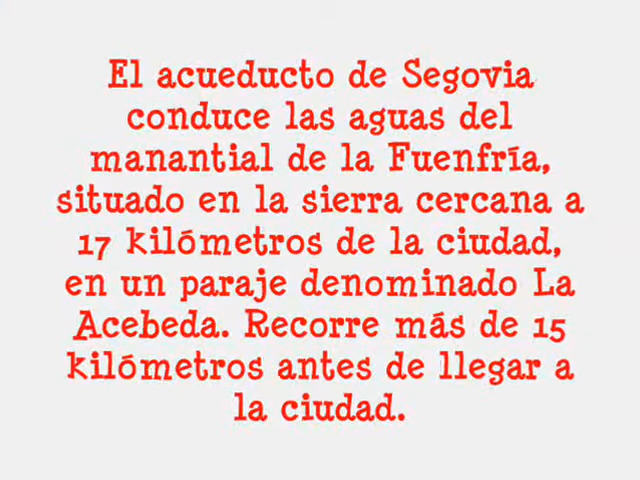 El acueducto de Segovia
conduce las aguas del
manantial de la Fuenfría,
situado en la sierra cercana a
17 kilómetros de la ciudad,
en un paraje denominado La
Acebeda. Recorre más de 15
kilómetros antes de llegar a
la ciudad.